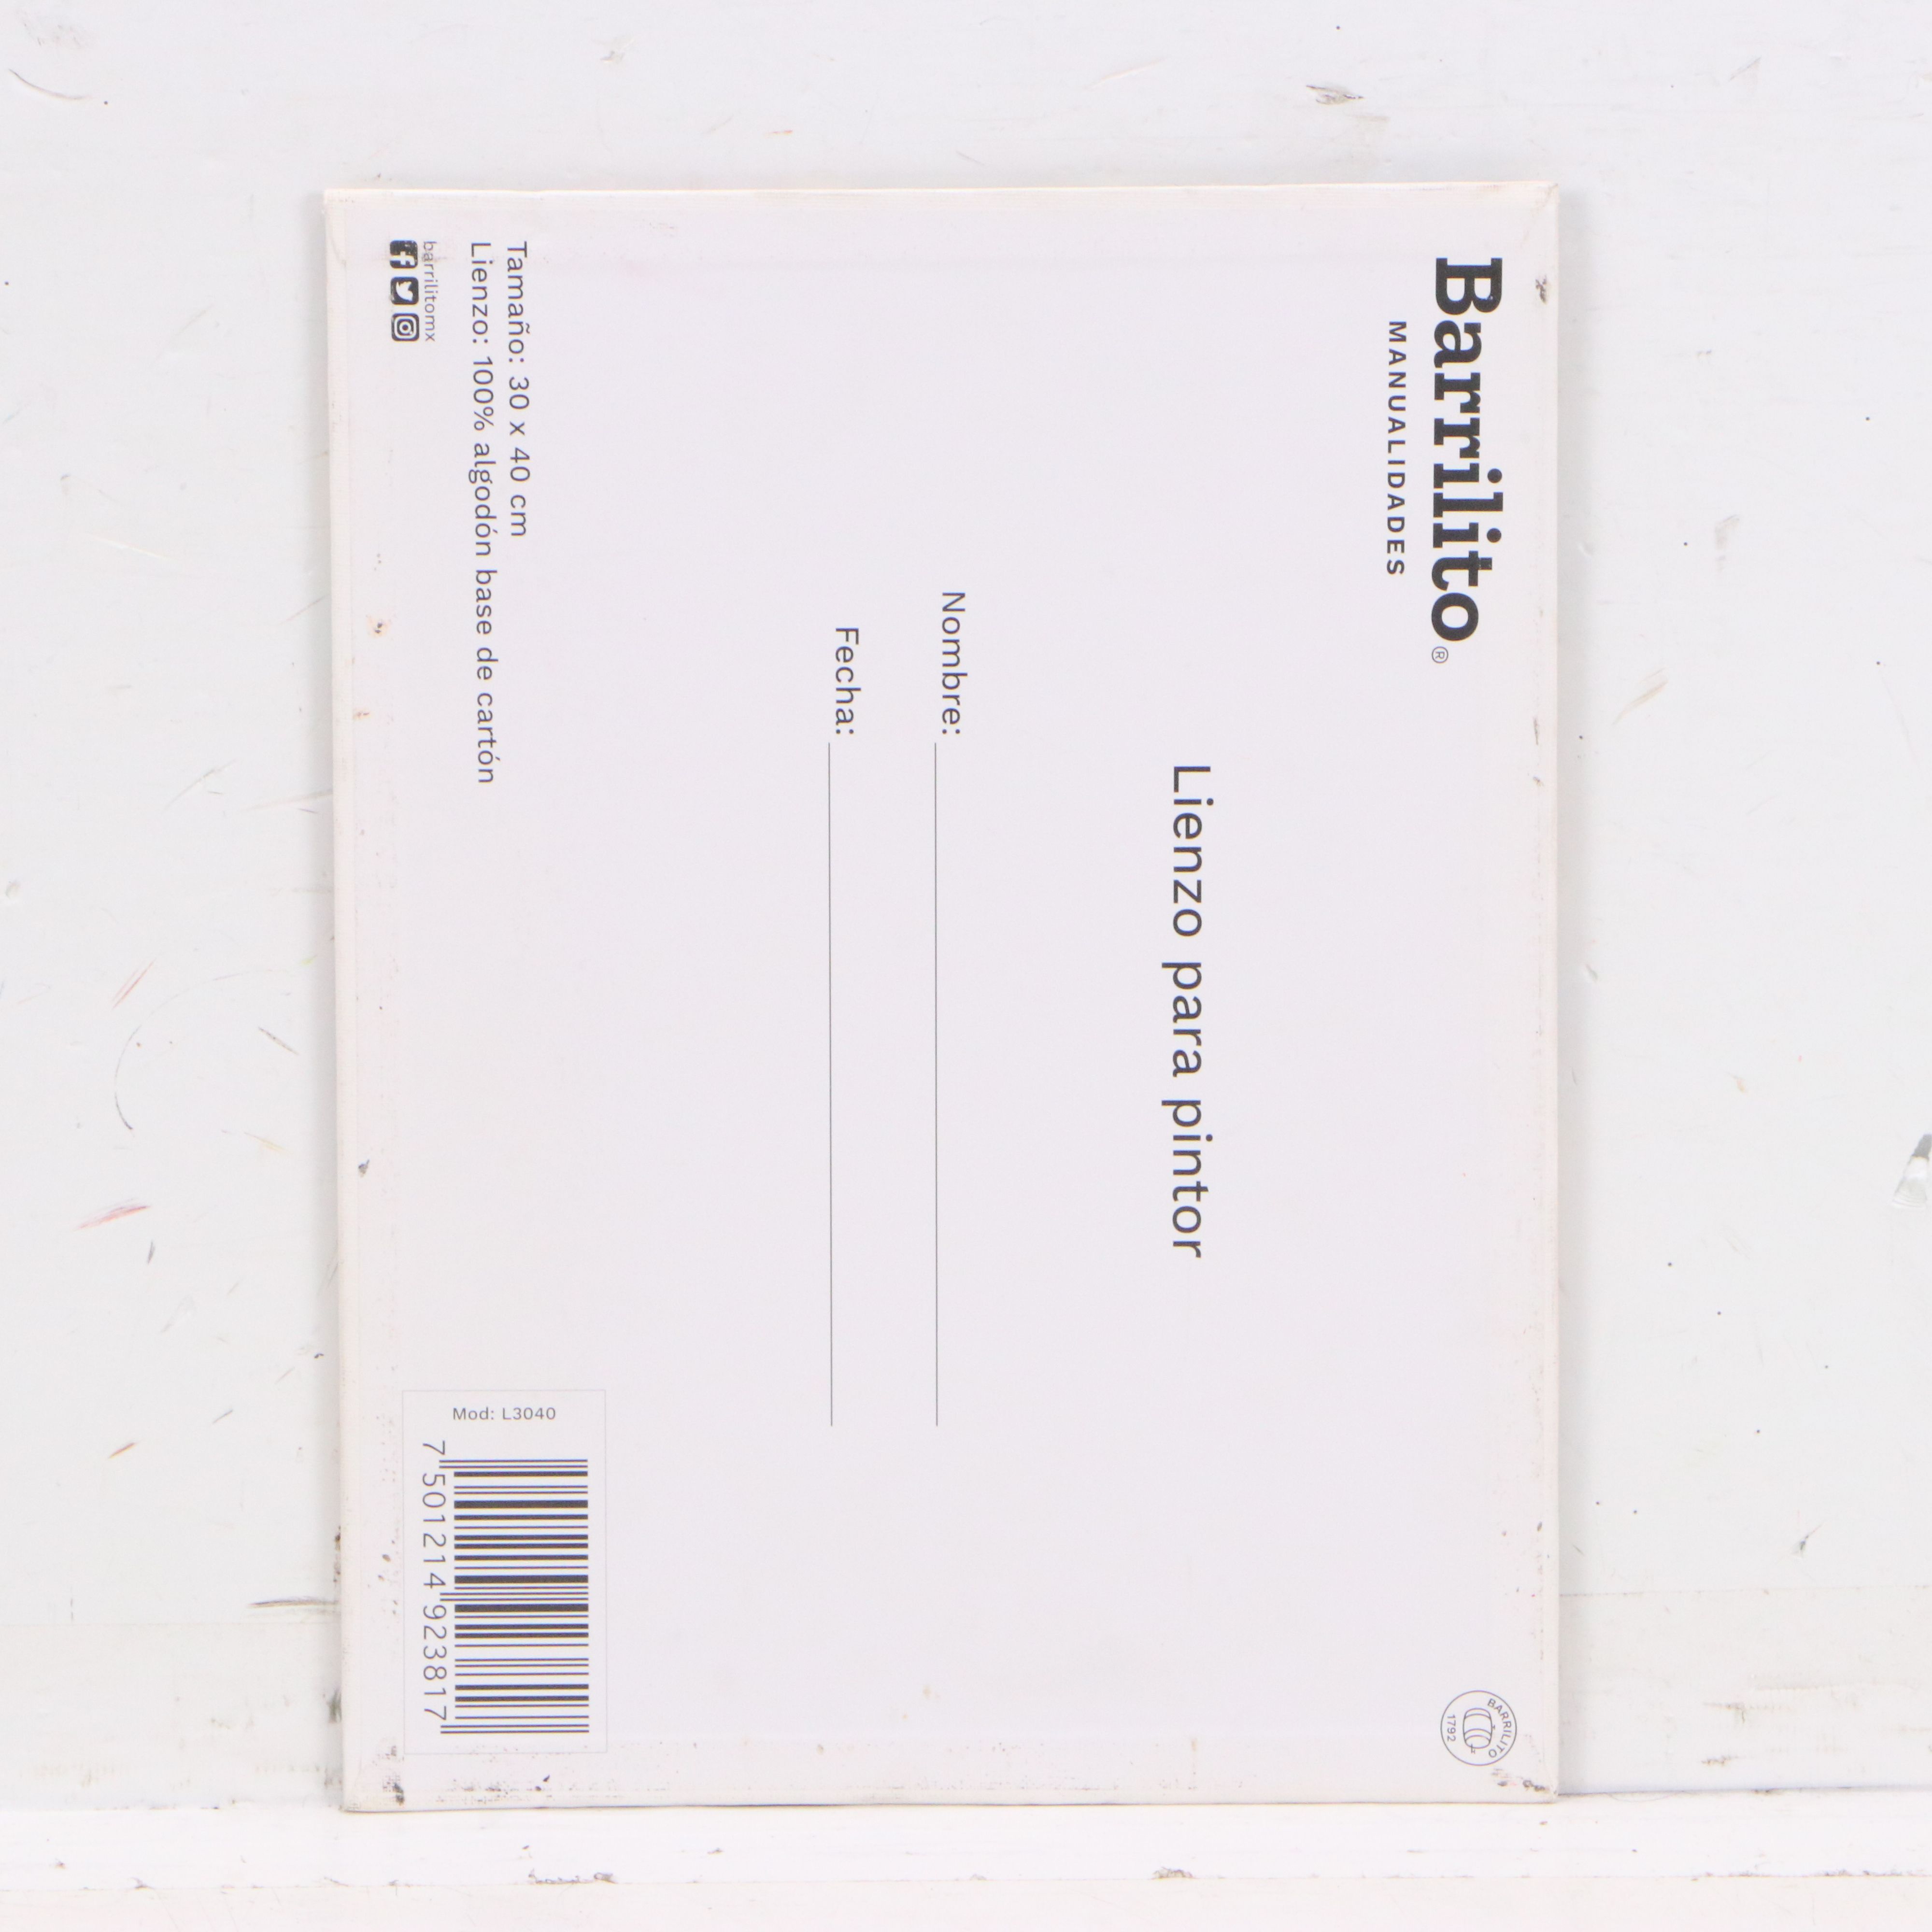 Barrilito®
MANUALIDADES
BARRILITO
1792
Lienzo para pintor
Nombre:
Fecha:
Tamaño: 30 x 40 cm
Lienzo: 100% algodón base de cartón
barrilitomx
Mod: L3040
7 501214 923817